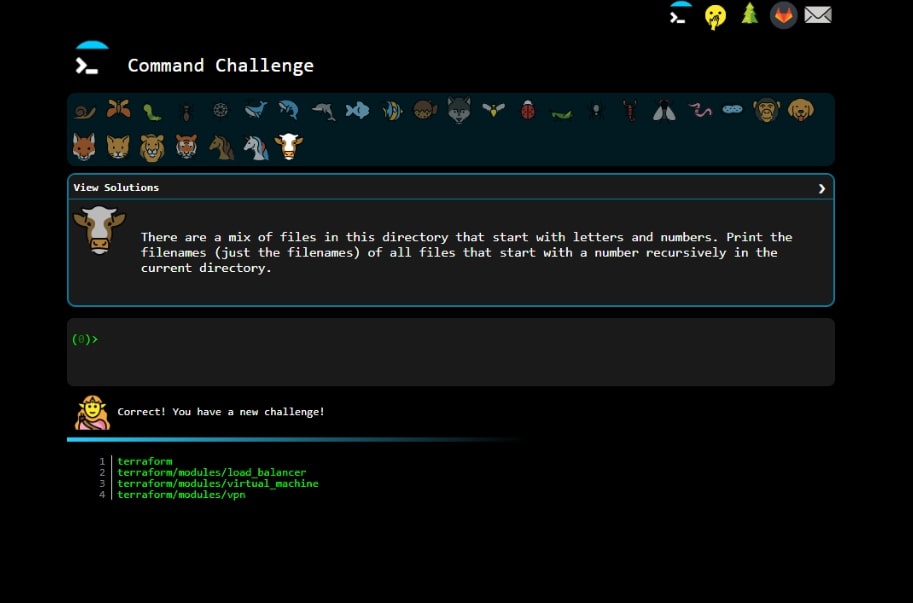 Command Challenge
View Solutions
There are a mix of files in this directory that start with letters and numbers. Print the
filenames (just the filenames) of all files that start with a number recursively in the
current directory.
(0)>
Correct! You have a new challenge!
1 terraform
2 terraform/modules/load_balancer
3 terraform/modules/virtual_machine
4 terraform/modules/vpn